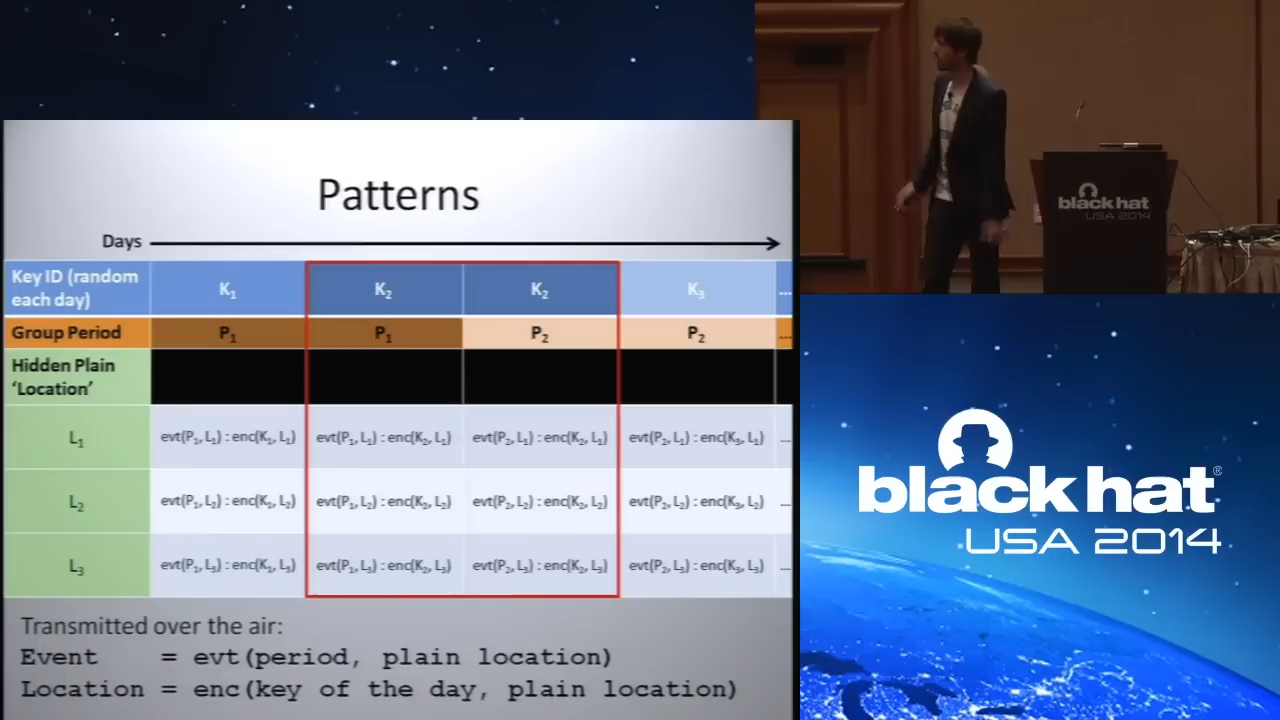 Patterns
Days
Key ID (random each day) K₁ K₂ K₂ K₃ ...
Group Period P₁ P₁ P₂ P₂ ...
Hidden Plain 'Location'
L₁ evt(P₁, L₁) : enc(K₁, L₁) evt(P₁, L₁) : enc(K₂, L₁) evt(P₂, L₁) : enc(K₂, L₁) evt(P₂, L₁) : enc(K₃, L₁) ...
L₂ evt(P₁, L₂) : enc(K₁, L₂) evt(P₁, L₂) : enc(K₂, L₂) evt(P₂, L₂) : enc(K₂, L₂) evt(P₂, L₂) : enc(K₃, L₂) ...
L₃ evt(P₁, L₃) : enc(K₁, L₃) evt(P₁, L₃) : enc(K₂, L₃) evt(P₂, L₃) : enc(K₂, L₃) evt(P₂, L₃) : enc(K₃, L₃) ...
Transmitted over the air:
Event = evt(period, plain location)
Location = enc(key of the day, plain location)
black hat
USA 2014
black hat®
USA 2014